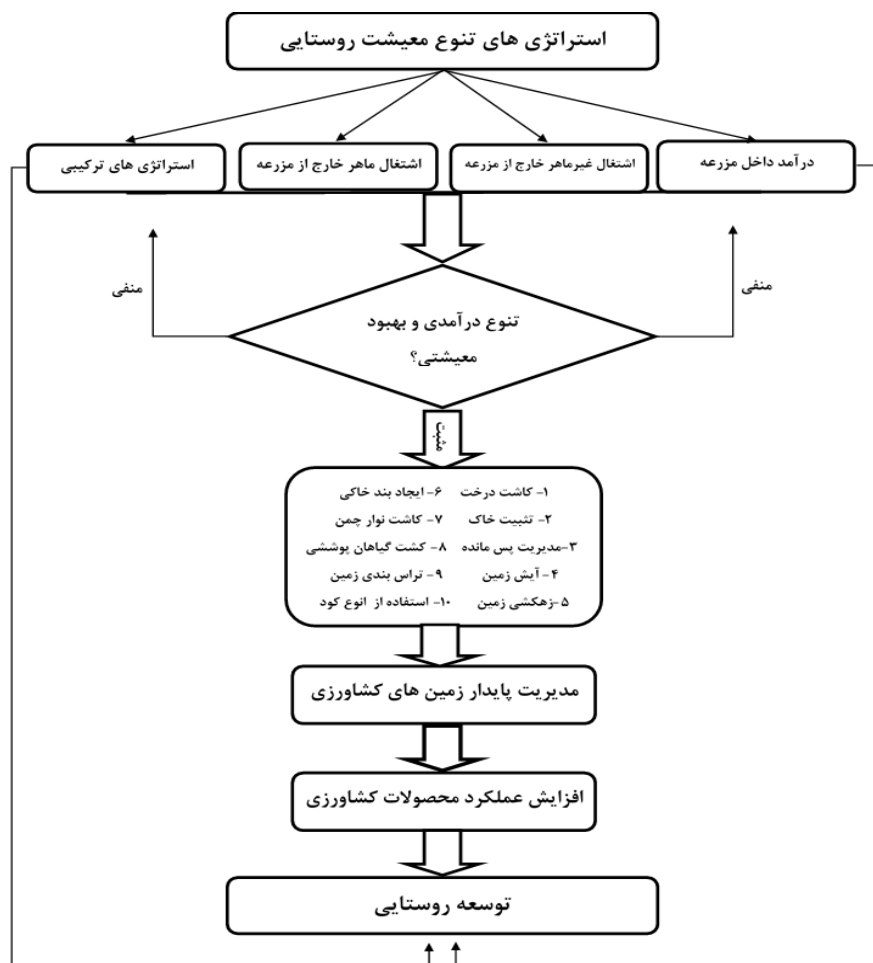 استراتژی های تنوع معیشت روستایی
درآمد داخل مزرعه
اشتغال غیرماهر خارج از مزرعه
اشتغال ماهر خارج از مزرعه
استراتژی های ترکیبی
منفی
منفی
تنوع درآمدی و بهبود
معیشتی؟
مثبت
۱- کاشت درخت
۲- تثبیت خاک
۳-مدیریت پس مانده
۴- آیش زمین
۵-زهکشی زمین
۶- ایجاد بند خاکی
۷- کاشت نوار چمن
۸- کشت گیاهان پوششی
۹- تراس بندی زمین
۱۰- استفاده از انوع کود
مدیریت پایدار زمین های کشاورزی
افزایش عملکرد محصولات کشاورزی
توسعه روستایی